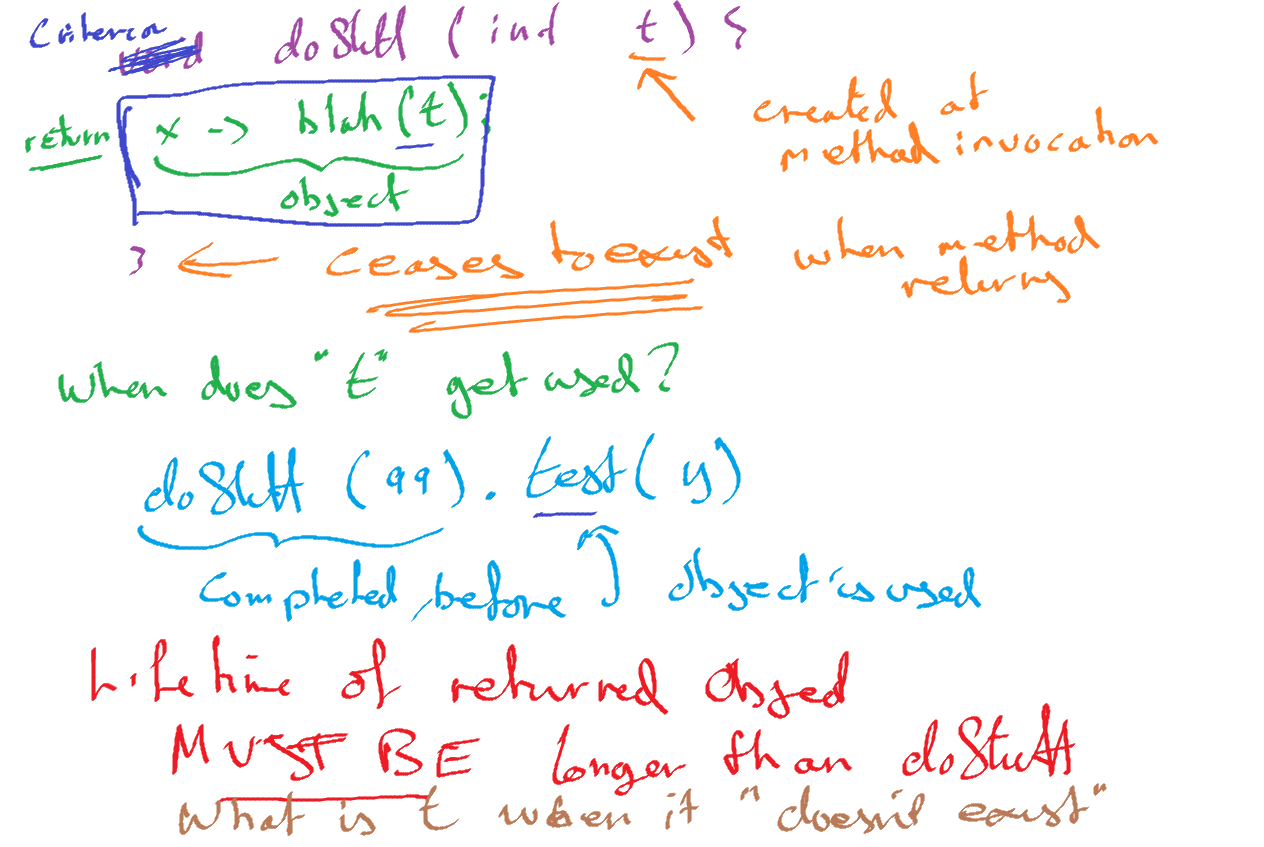 Criteria
void doStuff (int t) {
return x -> blah (t);
object
created at
method invocation
} ← ceases to exist when method
returns
When does "t" get used?
doStuff (99). test(y)
completed, before object is used
Lifetime of returned object
MUST BE longer than doStuff
What is t when it "doesn't exist"